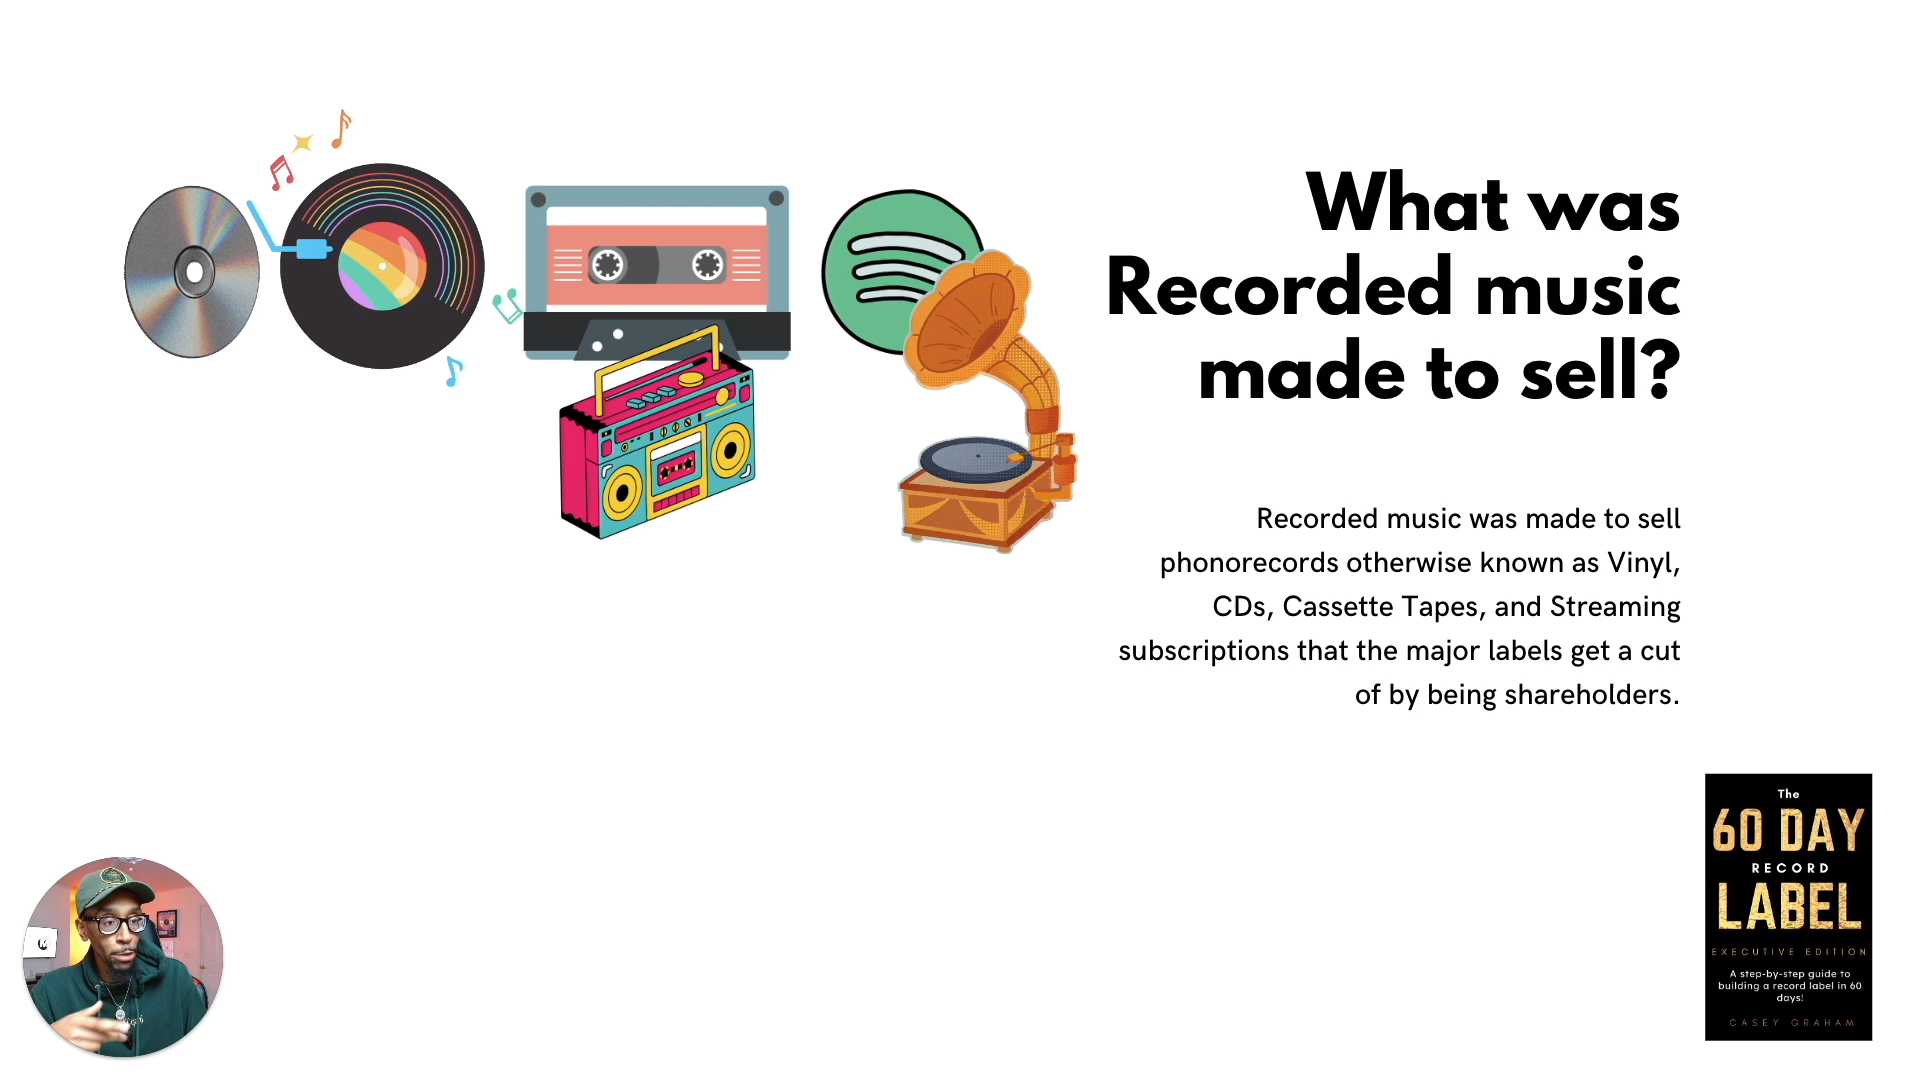 What was
Recorded music
made to sell?
Recorded music was made to sell
phonorecords otherwise known as Vinyl,
CDs, Cassette Tapes, and Streaming
subscriptions that the major labels get a cut
of by being shareholders.
The
60 DAY
RECORD
LABEL
EXECUTIVE EDITION
A step-by-step guide to
building a record label in 60
days!
CASEY GRAHAM